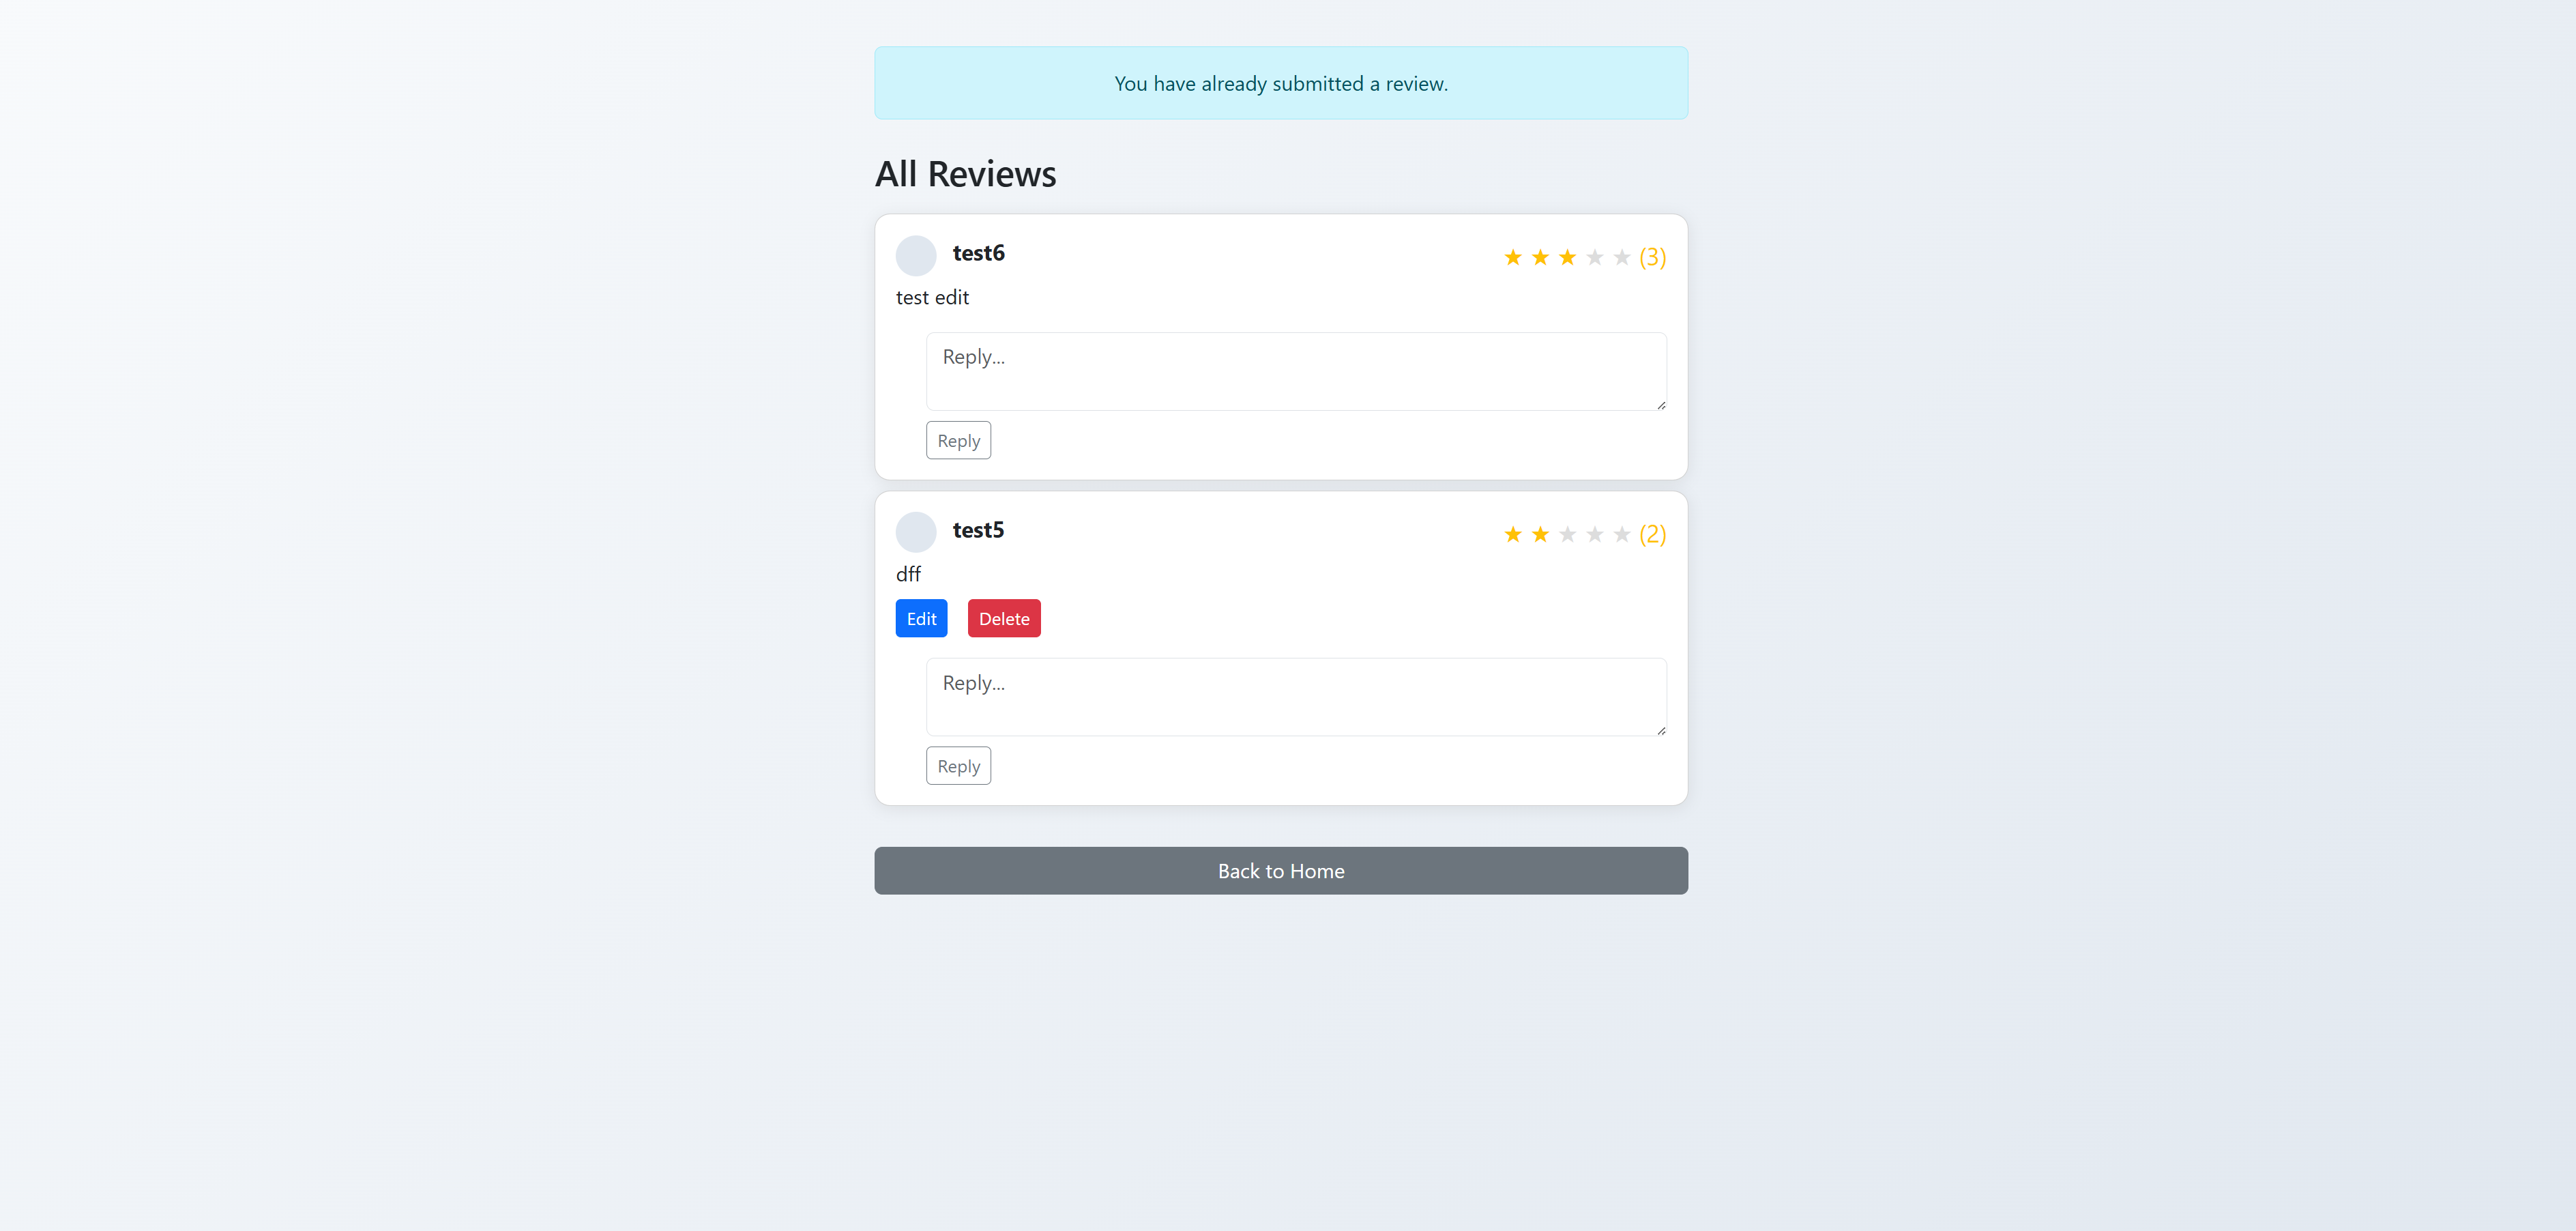 You have already submitted a review.
All Reviews
test6 ★ ★ ★ ★ ★ (3)
test edit
Reply...
Reply
test5 ★ ★ ★ ★ ★ (2)
dff
Edit Delete
Reply...
Reply
Back to Home